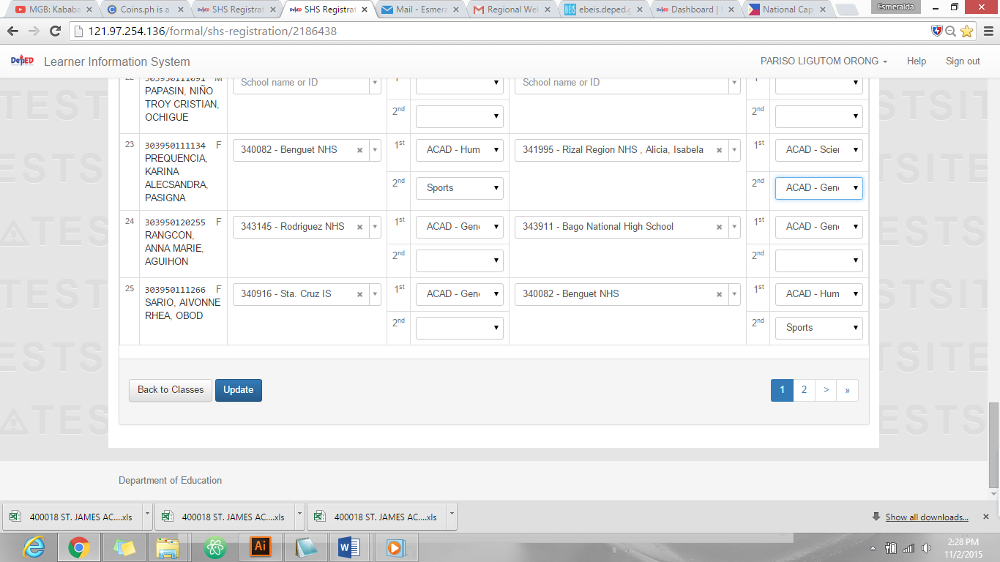 MGB: Kababa
Coins.ph is a
SHS Registrat
SHS Registrat
Mail - Esmera
Regional Wel
ebeis.deped.g
Dashboard |
National Cap
Esmeralda
121.97.254.136/formal/shs-registration/2186438
DepED Learner Information System PARISO LIGUTOM ORONG Help Sign out
22 303950111091 M
PAPASIN, NIÑO
TROY CRISTIAN,
OCHIGUE
School name or ID
1st
2nd
School name or ID
1st
2nd
23 303950111134 F
PREQUENCIA,
KARINA
ALECSANDRA,
PASIGNA
340082 - Benguet NHS
1st ACAD - Hum
2nd Sports
341995 - Rizal Region NHS , Alicia, Isabela
1st ACAD - Scien
2nd ACAD - Gene
24 303950120255 F
RANGCON,
ANNA MARIE,
AGUIHON
343145 - Rodriguez NHS
1st ACAD - Gene
2nd
343911 - Bago National High School
1st ACAD - Gene
2nd
25 303950111266 F
SARIO, AIVONNE
RHEA, OBOD
340916 - Sta. Cruz IS
1st ACAD - Gene
2nd
340082 - Benguet NHS
1st ACAD - Hum
2nd Sports
Back to Classes Update 1 2 > »
Department of Education
400018 ST. JAMES AC....xls
400018 ST. JAMES AC....xls
400018 ST. JAMES AC....xls
Show all downloads...
Ai
2:28 PM
11/2/2015